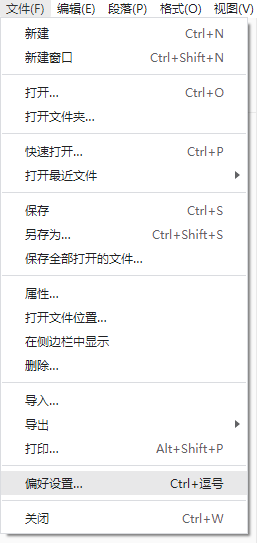 文件(F) 编辑(E) 段落(P) 格式(O) 视图(V)
新建 Ctrl+N
新建窗口 Ctrl+Shift+N
打开... Ctrl+O
打开文件夹...
快速打开... Ctrl+P
打开最近文件
保存 Ctrl+S
另存为... Ctrl+Shift+S
保存全部打开的文件...
属性...
打开文件位置...
在侧边栏中显示
删除...
导入...
导出
打印... Alt+Shift+P
偏好设置... Ctrl+逗号
关闭 Ctrl+W